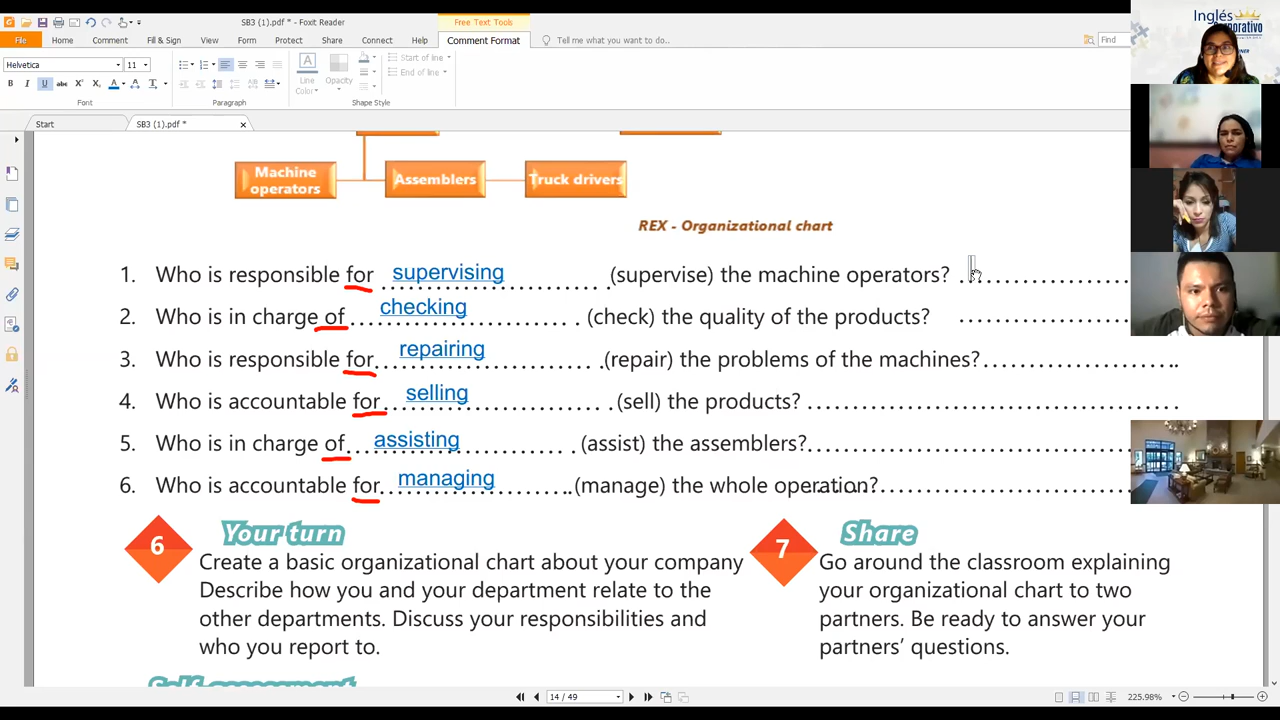 SB3 (1).pdf * - Foxit Reader
Free Text Tools
File Home Comment Fill & Sign View Form Protect Share Connect Help Comment Format Tell me what you want to do.. Find
Helvetica 11
Line Color Opacity
Start of line
End of line
Font Paragraph Shape Style
Start SB3 (1).pdf *
Inglés
Corporativo
Machine operators
Assemblers
Truck drivers
REX - Organizational chart
1. Who is responsible for supervising (supervise) the machine operators?
2. Who is in charge of checking (check) the quality of the products?
3. Who is responsible for repairing (repair) the problems of the machines?
4. Who is accountable for selling (sell) the products?
5. Who is in charge of assisting (assist) the assemblers?
6. Who is accountable for managing (manage) the whole operation?
6 Your turn
Create a basic organizational chart about your company
Describe how you and your department relate to the
other departments. Discuss your responsibilities and
who you report to.
7 Share
Go around the classroom explaining
your organizational chart to two
partners. Be ready to answer your
partners' questions.
Self-assessment
14 / 49
225.98%